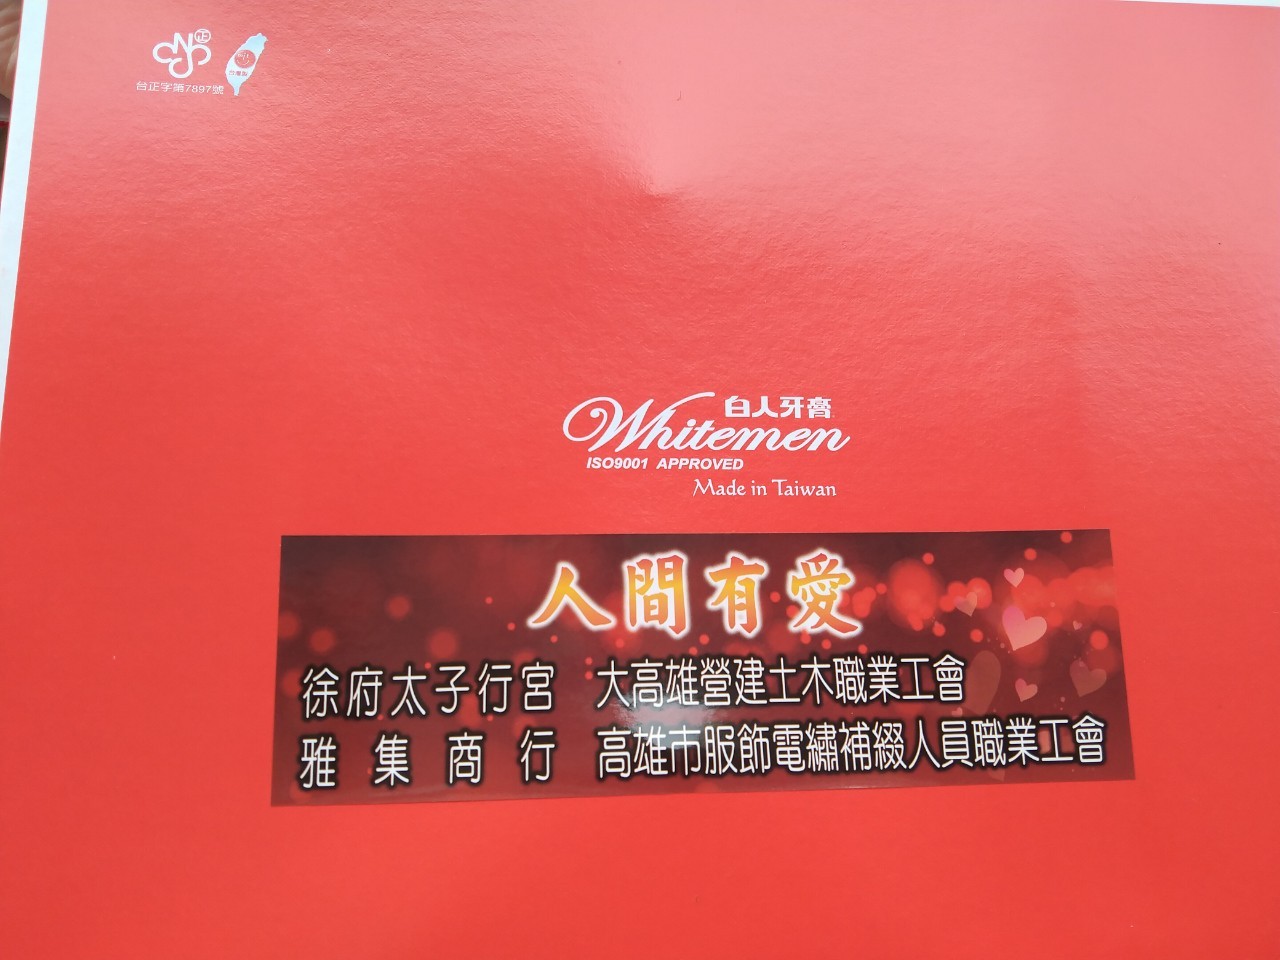 正
台正字第7897號
白人牙膏
Whitemen
ISO9001 APPROVED
Made in Taiwan
人間有愛
徐府太子行宮 大高雄營建土木職業工會
雅集商行 高雄市服飾電繡補綴人員職業工會